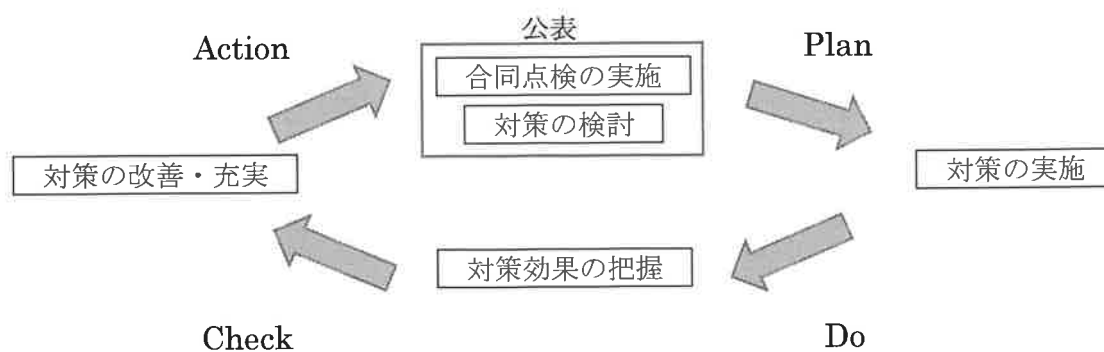 公表
Action
Plan
合同点検の実施
対策の検討
対策の改善・充実
対策の実施
対策効果の把握
Check
Do